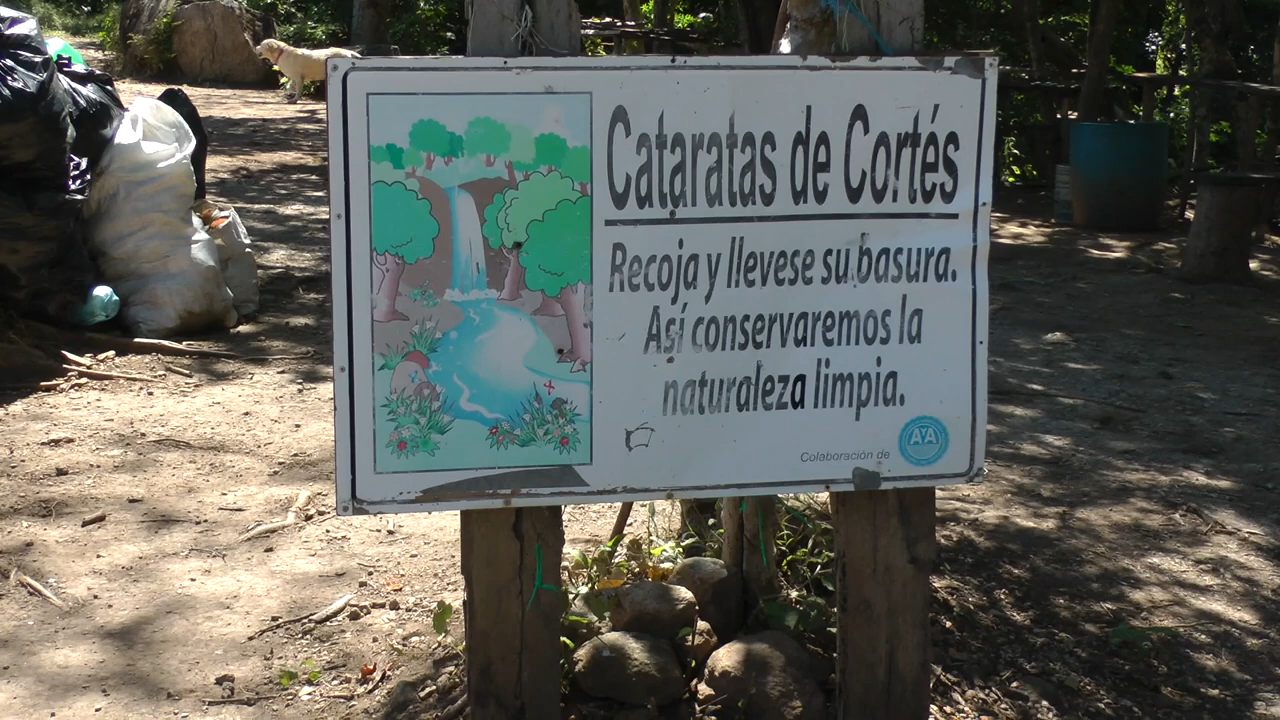 Cataratas de Cortés
Recoja y llevese su basura.
Así conservaremos la
naturaleza limpia.
Colaboración de
AyA